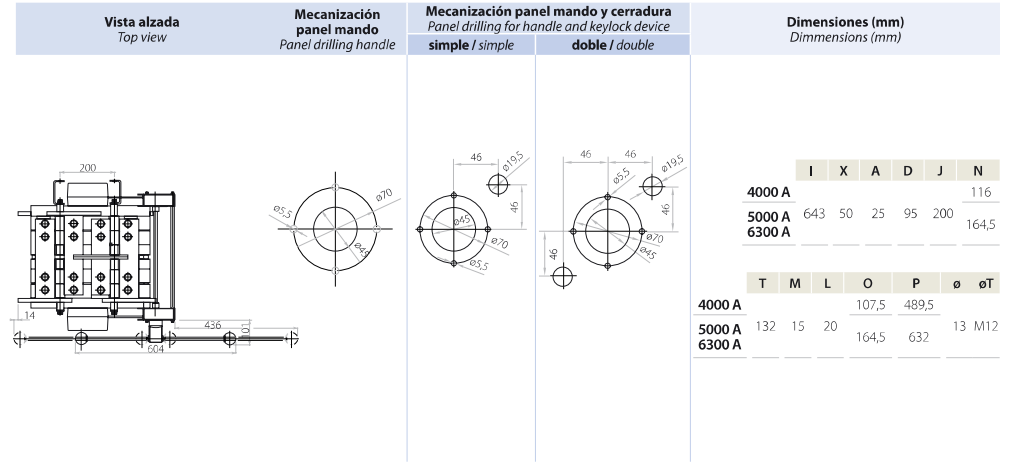 Vista alzada
Top view
Mecanización
panel mando
Panel drilling handle
Mecanización panel mando y cerradura
Panel drilling for handle and keylock device
simple / simple
doble / double
Dimensiones (mm)
Dimmensions (mm)
200
14
436
101
604
ø70
ø5,5
ø45
46
ø19,5
46
ø45
ø70
ø5,5
46
46
ø19,5
ø5,5
46
ø70
ø45
46
I X A D J N
4000 A 116
5000 A 643 50 25 95 200 164,5
6300 A
T M L O P ø øT
4000 A 107,5 489,5
5000 A 132 15 20 164,5 632 13 M12
6300 A